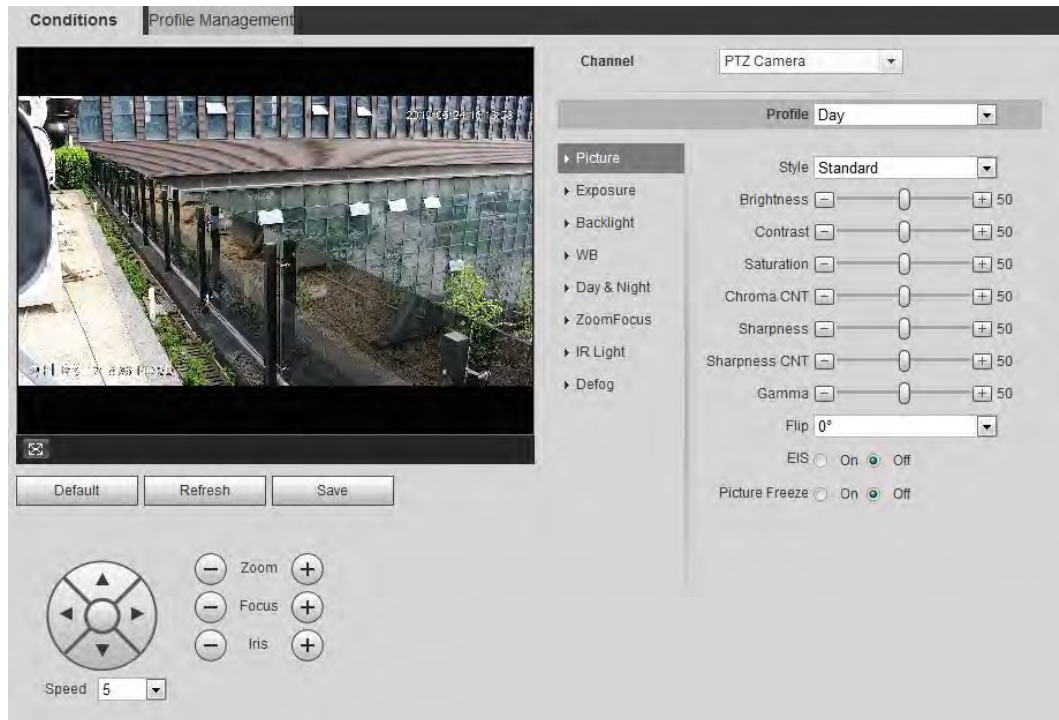 Conditions
Profile Management
Channel
PTZ Camera
Profile Day
Picture
Exposure
Backlight
WB
Day & Night
ZoomFocus
IR Light
Defog
Style Standard
Brightness 50
Contrast 50
Saturation 50
Chroma CNT 50
Sharpness 50
Sharpness CNT 50
Gamma 50
Flip 0°
EIS On Off
Picture Freeze On Off
Default
Refresh
Save
Zoom
Focus
Iris
Speed 5